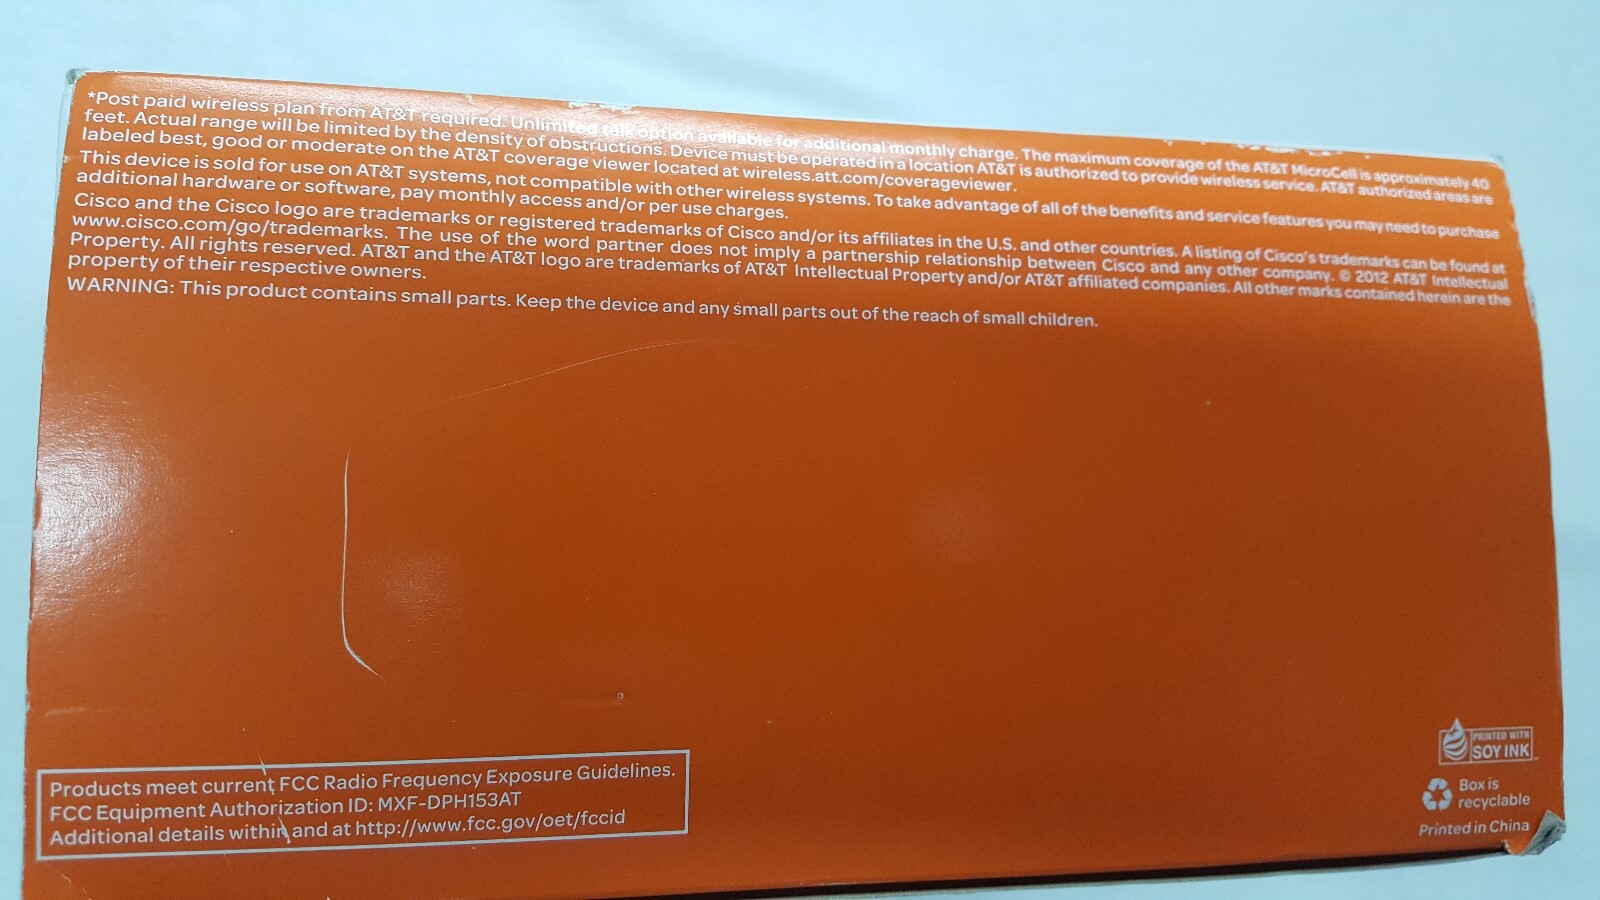 *Post paid wireless plan from AT&T required. Unlimited talk option available for additional monthly charge. The maximum coverage of the AT&T MicroCell is approximately 40
feet. Actual range will be limited by the density of obstructions. Device must be operated in a location AT&T is authorized to provide wireless service. AT&T authorized areas are
labeled best, good or moderate on the AT&T coverage viewer located at wireless.att.com/coverageviewer.
This device is sold for use on AT&T systems, not compatible with other wireless systems. To take advantage of all of the benefits and service features you may need to purchase
additional hardware or software, pay monthly access and/or per use charges.
Cisco and the Cisco logo are trademarks or registered trademarks of Cisco and/or its affiliates in the U.S. and other countries. A listing of Cisco's trademarks can be found at
www.cisco.com/go/trademarks. The use of the word partner does not imply a partnership relationship between Cisco and any other company. © 2012 AT&T Intellectual
Property. All rights reserved. AT&T and the AT&T logo are trademarks of AT&T Intellectual Property and/or AT&T affiliated companies. All other marks contained herein are the
property of their respective owners.
WARNING: This product contains small parts. Keep the device and any small parts out of the reach of small children.
Products meet current FCC Radio Frequency Exposure Guidelines.
FCC Equipment Authorization ID: MXF-DPH153AT
Additional details within and at http://www.fcc.gov/oet/fccid
PRINTED WITH
SOY INK
Box is
recyclable
Printed in China